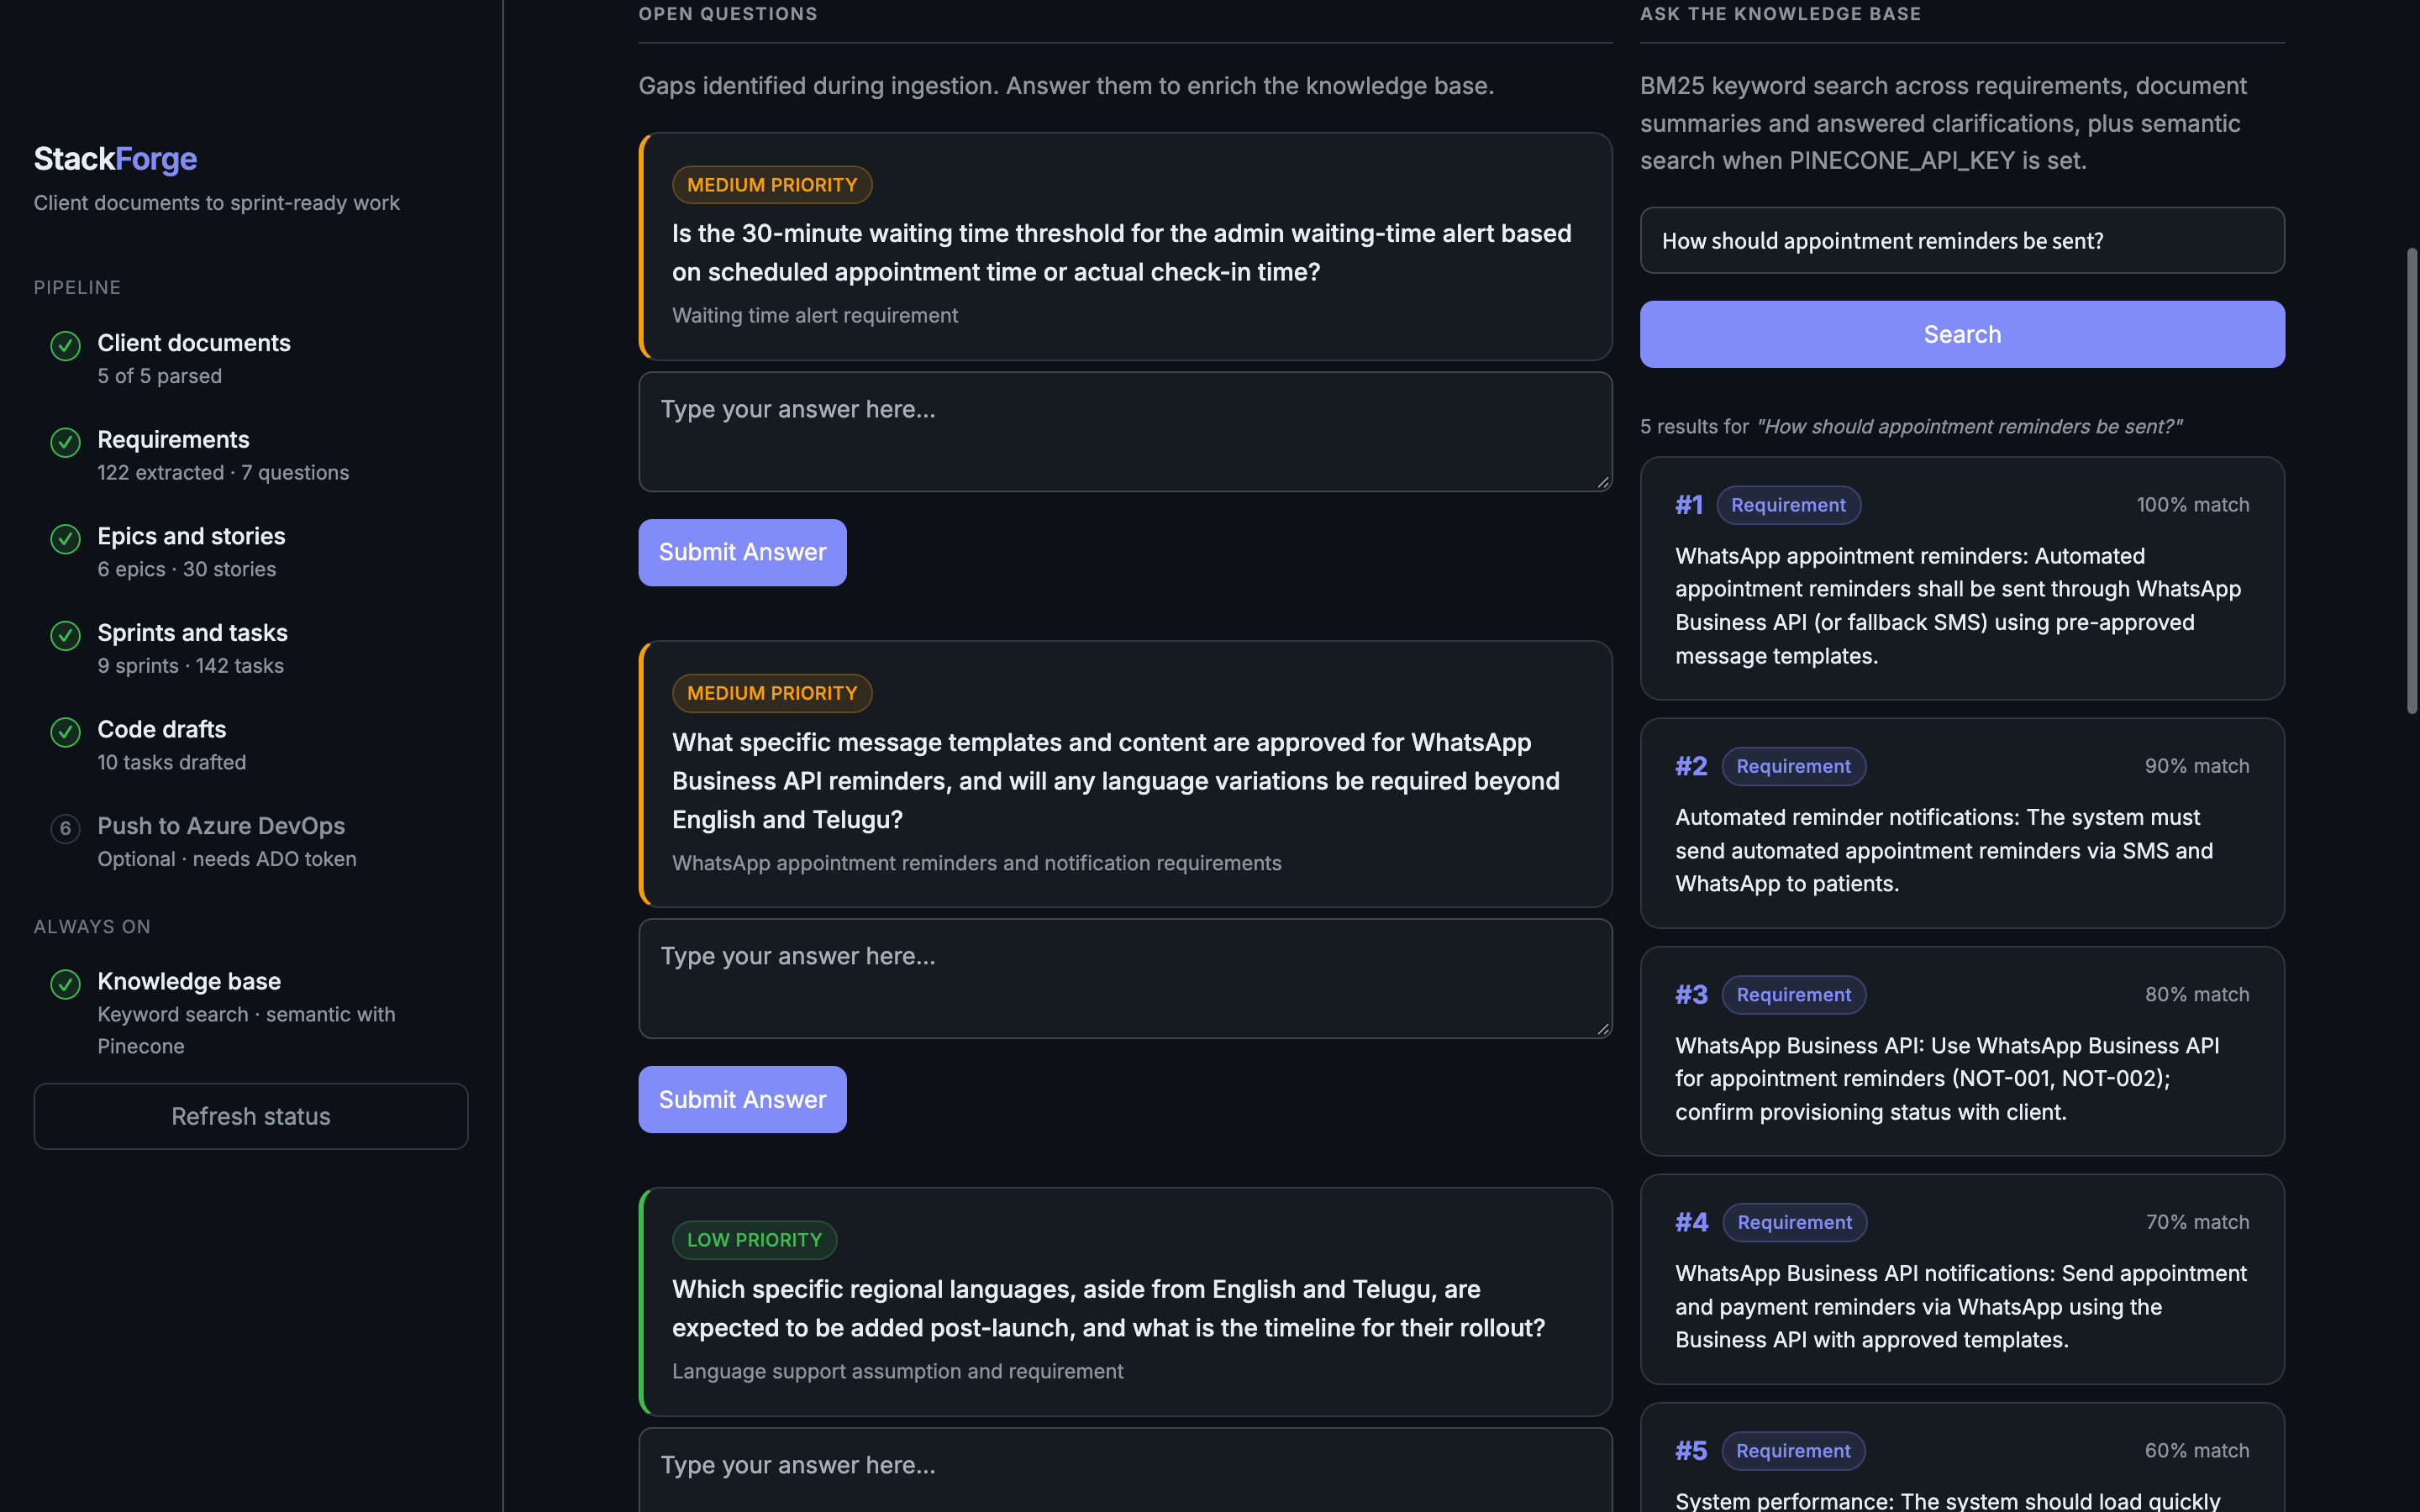 StackForge
Client documents to sprint-ready work
PIPELINE
Client documents
5 of 5 parsed
Requirements
122 extracted · 7 questions
Epics and stories
6 epics · 30 stories
Sprints and tasks
9 sprints · 142 tasks
Code drafts
10 tasks drafted
6
Push to Azure DevOps
Optional · needs ADO token
ALWAYS ON
Knowledge base
Keyword search · semantic with
Pinecone
Refresh status
OPEN QUESTIONS
Gaps identified during ingestion. Answer them to enrich the knowledge base.
MEDIUM PRIORITY
Is the 30-minute waiting time threshold for the admin waiting-time alert based
on scheduled appointment time or actual check-in time?
Waiting time alert requirement
Type your answer here...
Submit Answer
MEDIUM PRIORITY
What specific message templates and content are approved for WhatsApp
Business API reminders, and will any language variations be required beyond
English and Telugu?
WhatsApp appointment reminders and notification requirements
Type your answer here...
Submit Answer
LOW PRIORITY
Which specific regional languages, aside from English and Telugu, are
expected to be added post-launch, and what is the timeline for their rollout?
Language support assumption and requirement
Type your answer here...
ASK THE KNOWLEDGE BASE
BM25 keyword search across requirements, document
summaries and answered clarifications, plus semantic
search when PINECONE_API_KEY is set.
How should appointment reminders be sent?
Search
5 results for "How should appointment reminders be sent?"
#1 Requirement 100% match
WhatsApp appointment reminders: Automated
appointment reminders shall be sent through WhatsApp
Business API (or fallback SMS) using pre-approved
message templates.
#2 Requirement 90% match
Automated reminder notifications: The system must
send automated appointment reminders via SMS and
WhatsApp to patients.
#3 Requirement 80% match
WhatsApp Business API: Use WhatsApp Business API
for appointment reminders (NOT-001, NOT-002);
confirm provisioning status with client.
#4 Requirement 70% match
WhatsApp Business API notifications: Send appointment
and payment reminders via WhatsApp using the
Business API with approved templates.
#5 Requirement 60% match
System performance: The system should load quickly